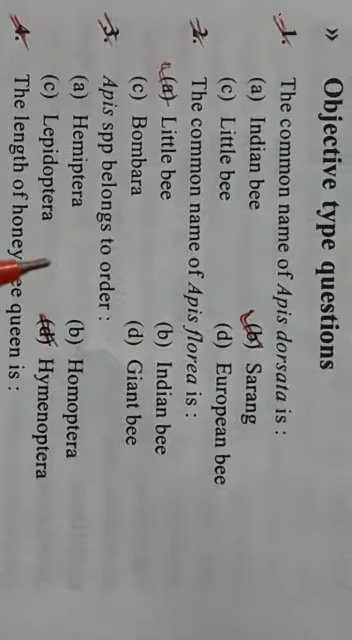 » Objective type questions
1. The common name of Apis dorsata is :
(a) Indian bee (b) Sarang
(c) Little bee (d) European bee
2. The common name of Apis florea is :
(a) Little bee (b) Indian bee
(c) Bombara (d) Giant bee
3. Apis spp belongs to order :
(a) Hemiptera (b) Homoptera
(c) Lepidoptera (d) Hymenoptera
4. The length of honey ee queen is :